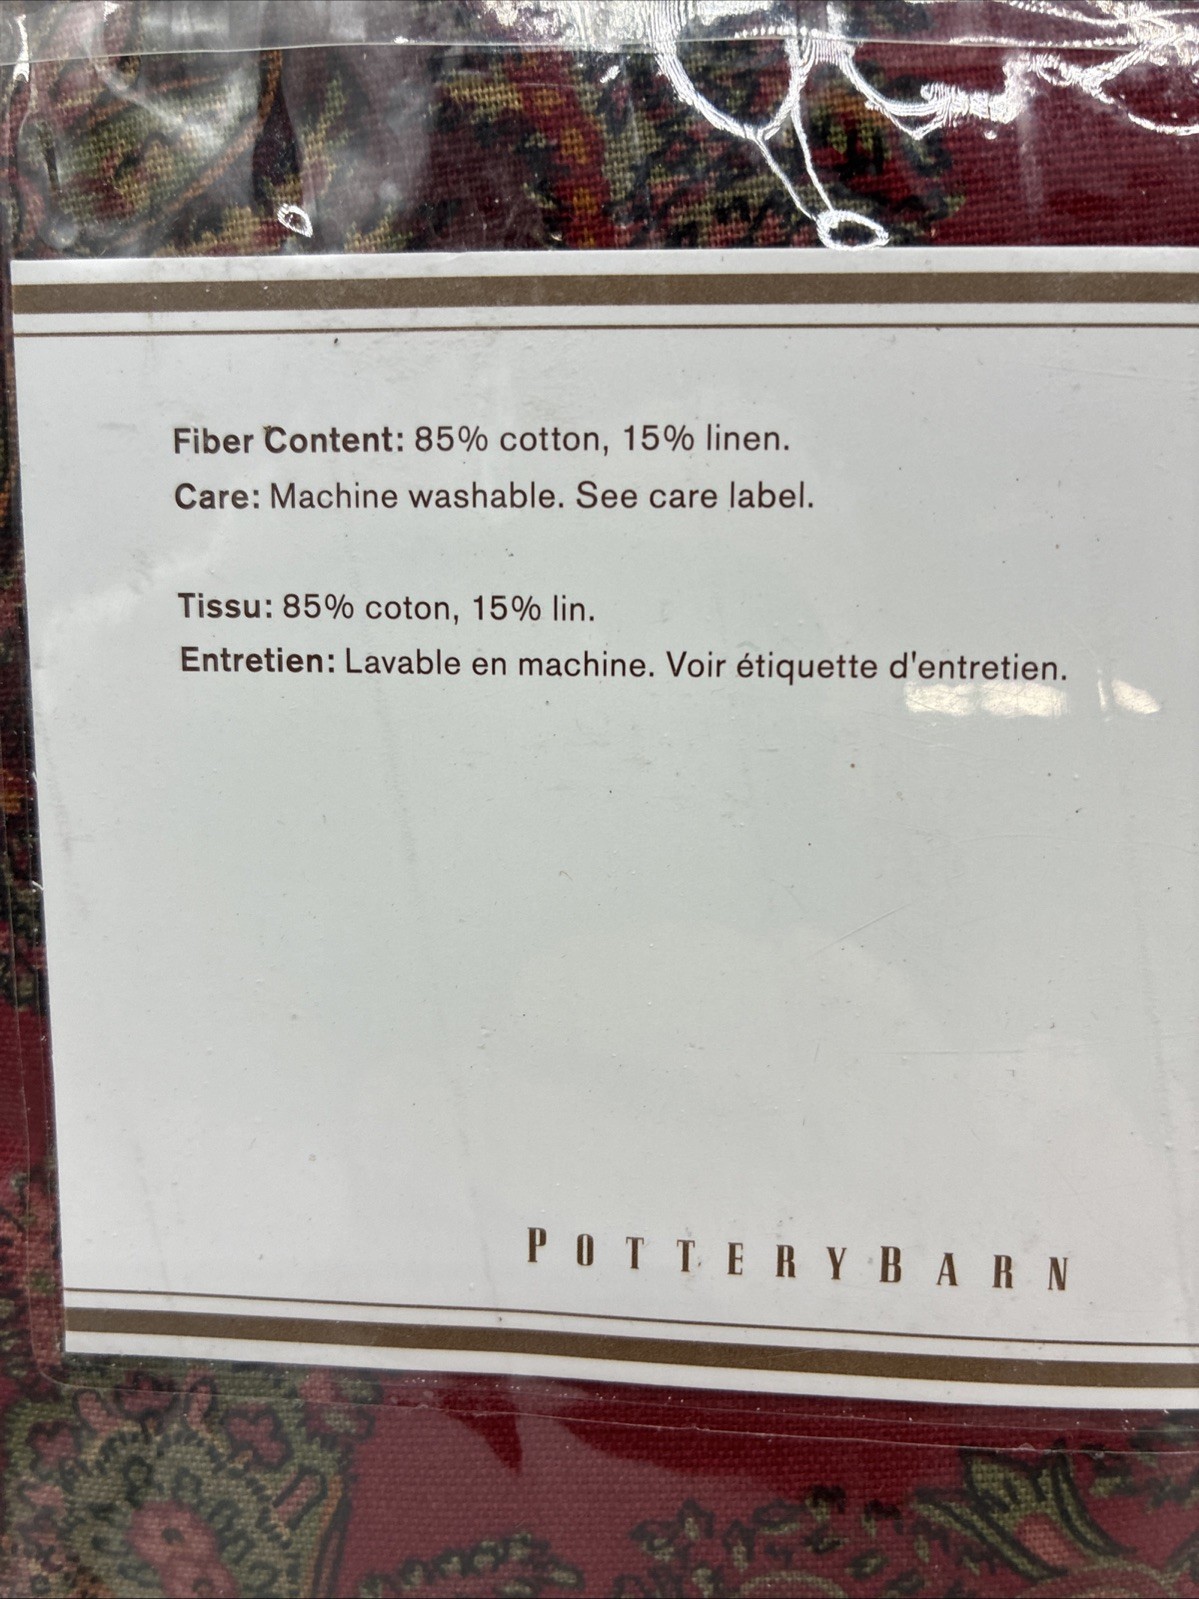 Fiber Content: 85% cotton, 15% linen.
Care: Machine washable. See care label.
Tissu: 85% coton, 15% lin.
Entretien: Lavable en machine. Voir étiquette d'entretien.
POTTERYBARN